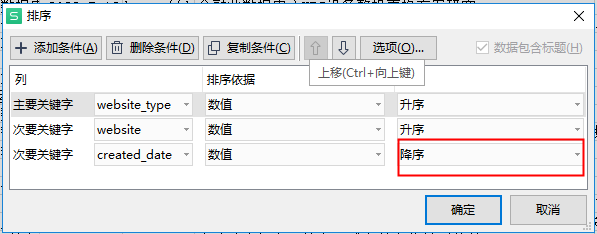 排序
添加条件(A) 删除条件(D) 复制条件(C) 选项(O)... 数据包含标题(H)
上移(Ctrl+向上键)
列 排序依据
主要关键字 website_type 数值 升序
次要关键字 website 数值 升序
次要关键字 created_date 数值 降序
确定 取消